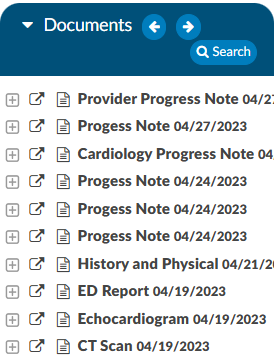 Documents
Search
Provider Progress Note 04/27
Progess Note 04/27/2023
Cardiology Progress Note 04
Progess Note 04/24/2023
Progess Note 04/24/2023
Progess Note 04/24/2023
History and Physical 04/21/20
ED Report 04/19/2023
Echocardiogram 04/19/2023
CT Scan 04/19/2023